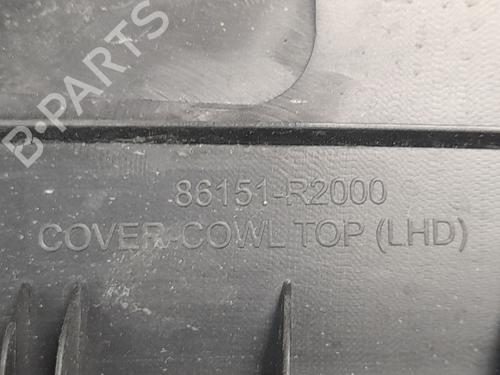 B-PARTS
86151-R2000
COVER-COWL TOP (LHD)